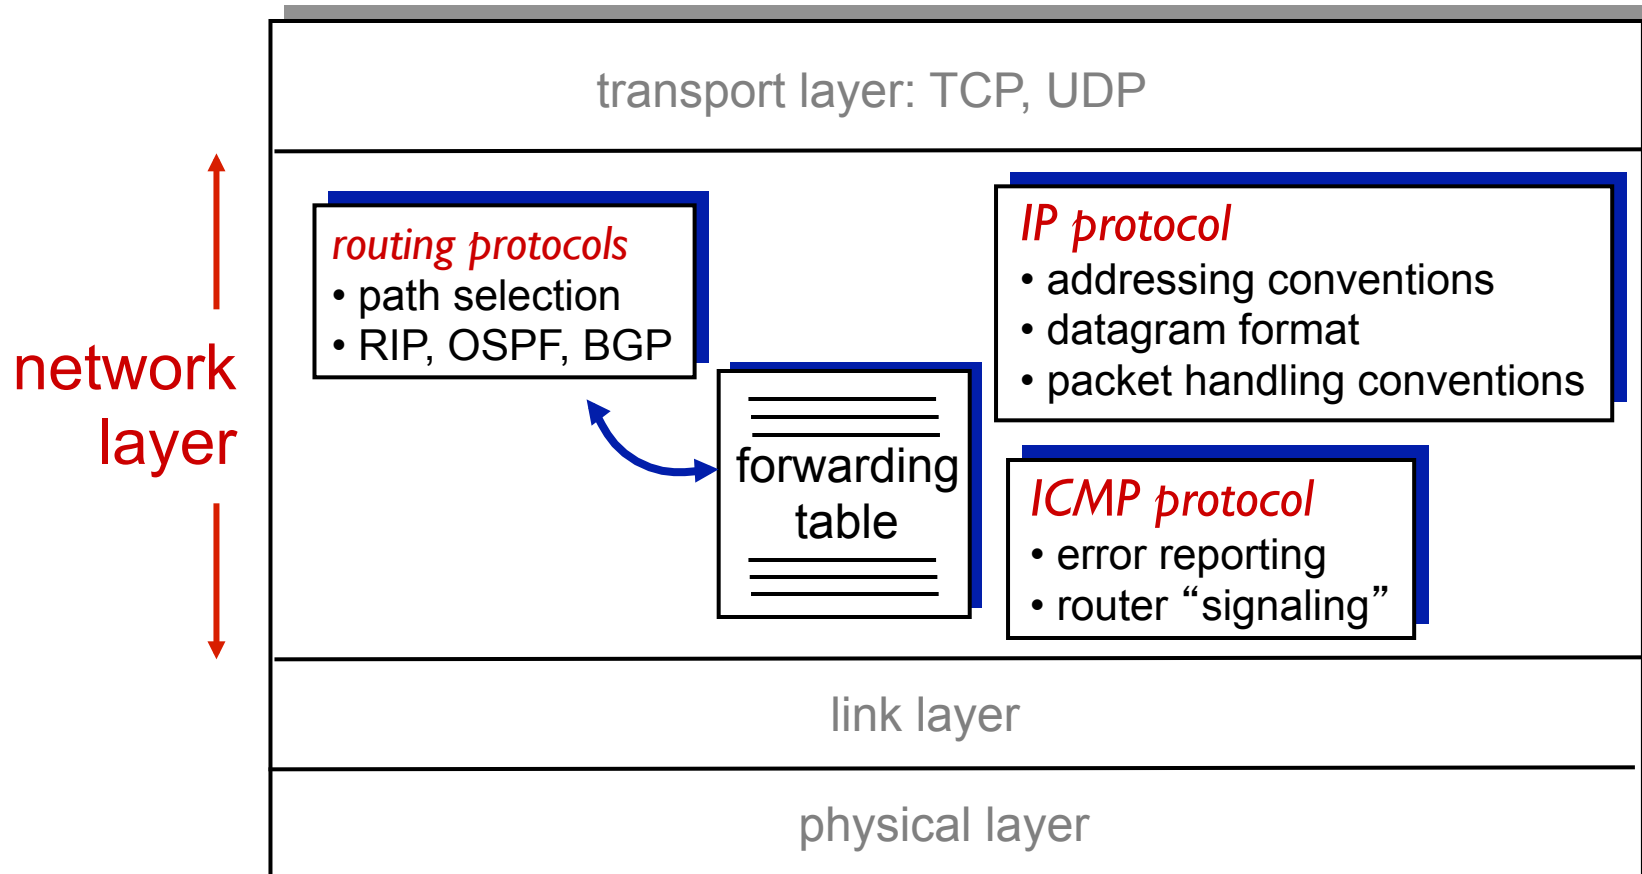 transport layer: TCP, UDP
network
layer
routing protocols
• path selection
• RIP, OSPF, BGP
forwarding
table
IP protocol
• addressing conventions
• datagram format
• packet handling conventions
ICMP protocol
• error reporting
• router “signaling”
link layer
physical layer